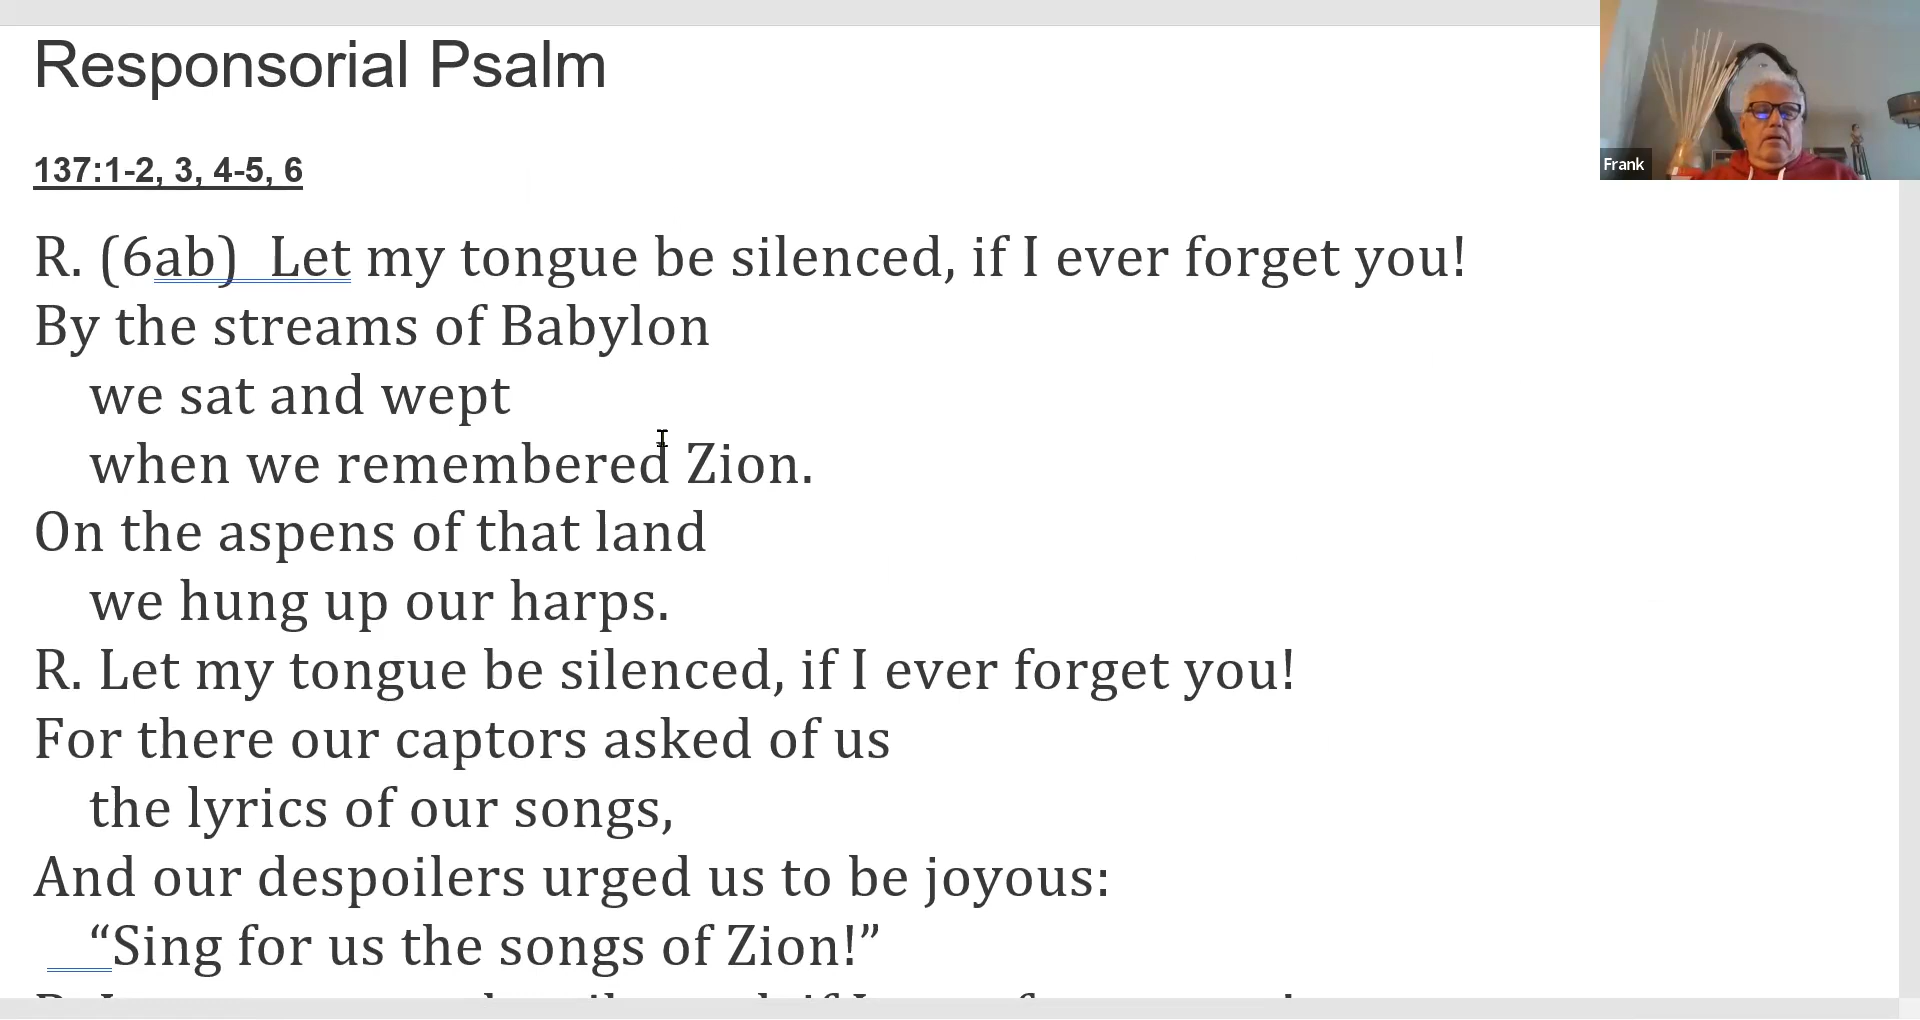 Responsorial Psalm
Frank
137:1-2, 3, 4-5, 6
R. (6ab)  Let my tongue be silenced, if I ever forget you!
By the streams of Babylon
we sat and wept
when we remembered Zion.
On the aspens of that land
we hung up our harps.
R. Let my tongue be silenced, if I ever forget you!
For there our captors asked of us
the lyrics of our songs,
And our despoilers urged us to be joyous:
“Sing for us the songs of Zion!”